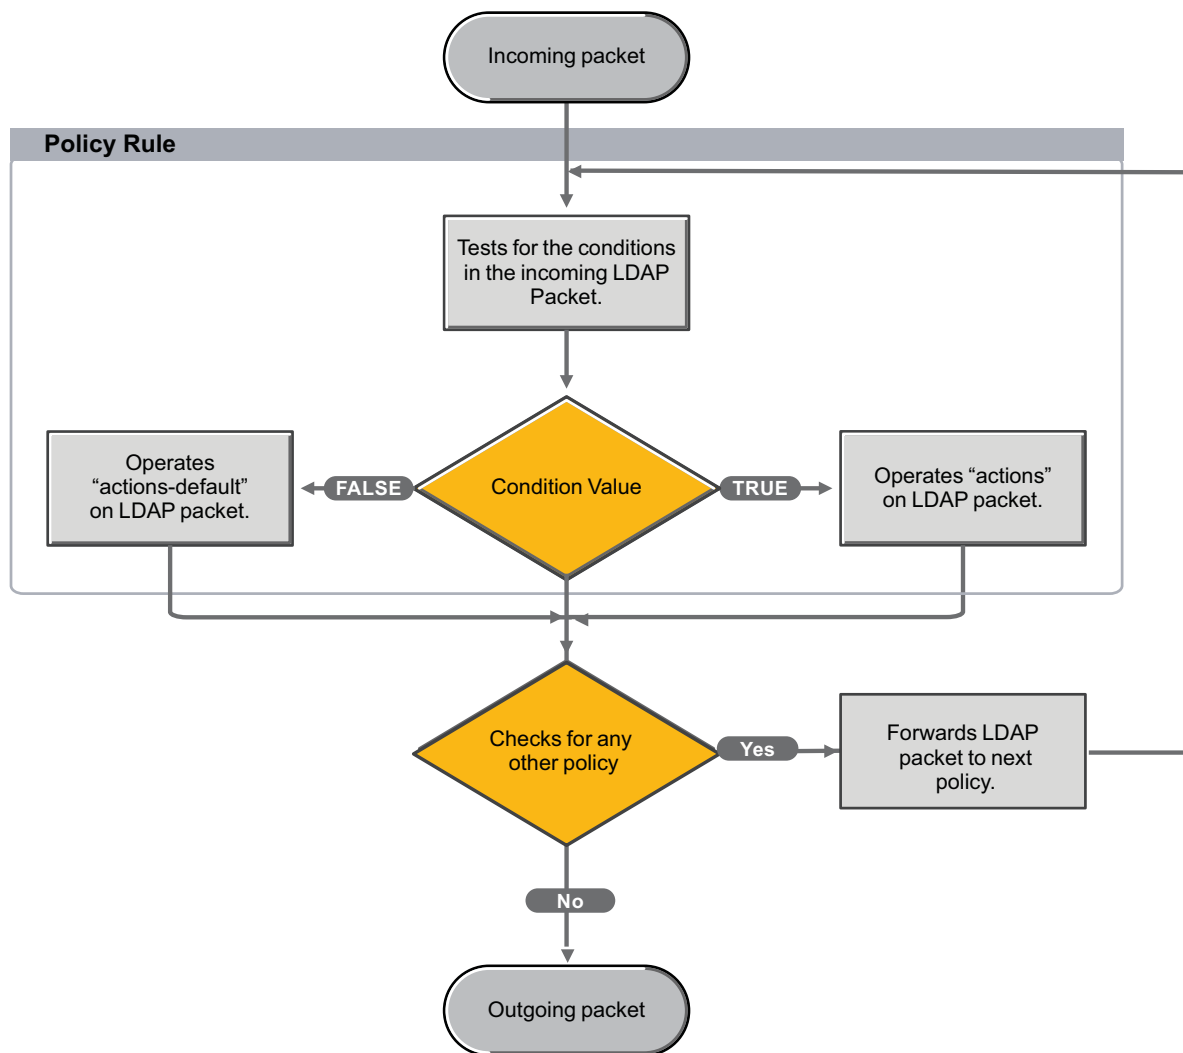 Incoming packet
Policy Rule
Tests for the conditions
in the incoming LDAP
Packet.
Operates
“actions-default”
on LDAP packet.
FALSE
Condition Value
TRUE
Operates “actions”
on LDAP packet.
Checks for any
other policy
Yes
Forwards LDAP
packet to next
policy.
No
Outgoing packet